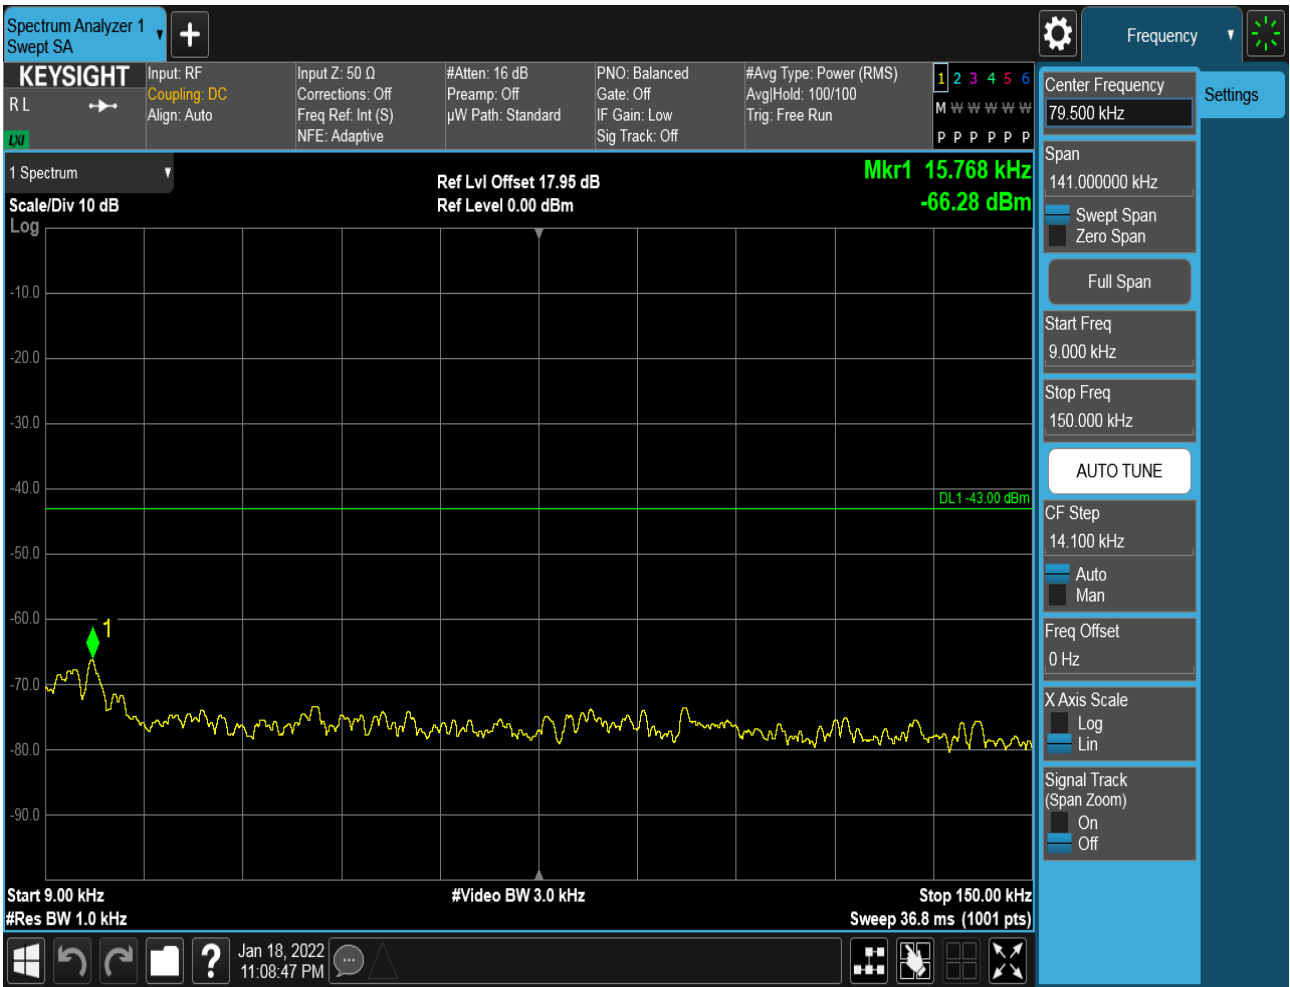 Spectrum Analyzer 1
Swept SA
Frequency
KEYSIGHT
R L
LXI
Input: RF
Coupling: DC
Align: Auto
Input Z: 50 Ω
Corrections: Off
Freq Ref: Int (S)
NFE: Adaptive
#Atten: 16 dB
Preamp: Off
µW Path: Standard
PNO: Balanced
Gate: Off
IF Gain: Low
Sig Track: Off
#Avg Type: Power (RMS)
Avg|Hold: 100/100
Trig: Free Run
1 2 3 4 5 6
M W W W W W
P P P P P P
Center Frequency
79.500 kHz
Settings
Span
141.000000 kHz
Swept Span
Zero Span
Full Span
Start Freq
9.000 kHz
Stop Freq
150.000 kHz
AUTO TUNE
CF Step
14.100 kHz
Auto
Man
Freq Offset
0 Hz
X Axis Scale
Log
Lin
Signal Track
(Span Zoom)
On
Off
1 Spectrum
Scale/Div 10 dB
Log
Ref Lvl Offset 17.95 dB
Ref Level 0.00 dBm
Mkr1 15.768 kHz
-66.28 dBm
-10.0
-20.0
-30.0
-40.0
DL1 -43.00 dBm
-50.0
-60.0
1
-70.0
-80.0
-90.0
Start 9.00 kHz
#Video BW 3.0 kHz
Stop 150.00 kHz
#Res BW 1.0 kHz
Sweep 36.8 ms (1001 pts)
?
Jan 18, 2022
11:08:47 PM